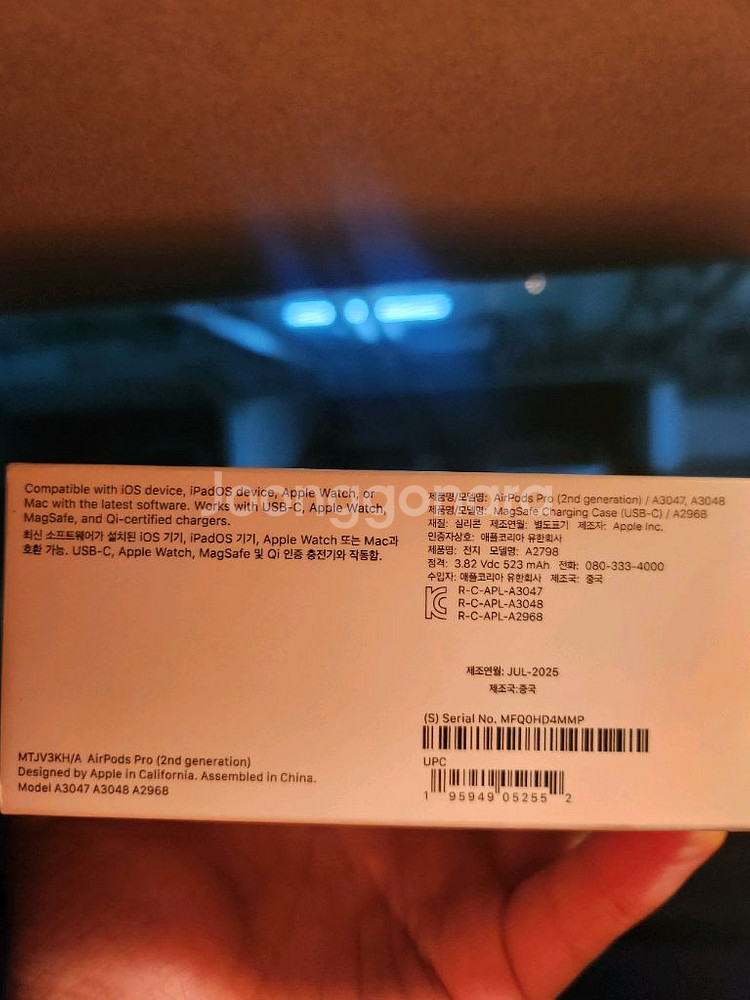 Joonggonara
Compatible with iOS device, iPadOS device, Apple Watch, or
Mac with the latest software. Works with USB-C, Apple Watch,
MagSafe, and Qi-certified chargers.
최신 소프트웨어가 설치된 iOS 기기, iPadOS 기기, Apple Watch 또는 Mac과
호환 가능. USB-C, Apple Watch, MagSafe 및 Qi 인증 충전기와 작동함.
MTJV3KH/A AirPods Pro (2nd generation)
Designed by Apple in California. Assembled in China.
Model A3047 A3048 A2968
제품명/모델명: AirPods Pro (2nd generation) / A3047, A3048
제품명/모델명: MagSafe Charging Case (USB-C) / A2968
재질: 실리콘 제조연월: 별도표기 제조자: Apple Inc.
인증자상호: 애플코리아 유한회사
제품명: 전지 모델명: A2798
정격: 3.82 Vdc 523 mAh 전화: 080-333-4000
수입자: 애플코리아 유한회사 제조국: 중국
R-C-APL-A3047
R-C-APL-A3048
R-C-APL-A2968
제조연월: JUL-2025
제조국:중국
(S) Serial No. MFQ0HD4MMP
UPC
1 95949 05255 2